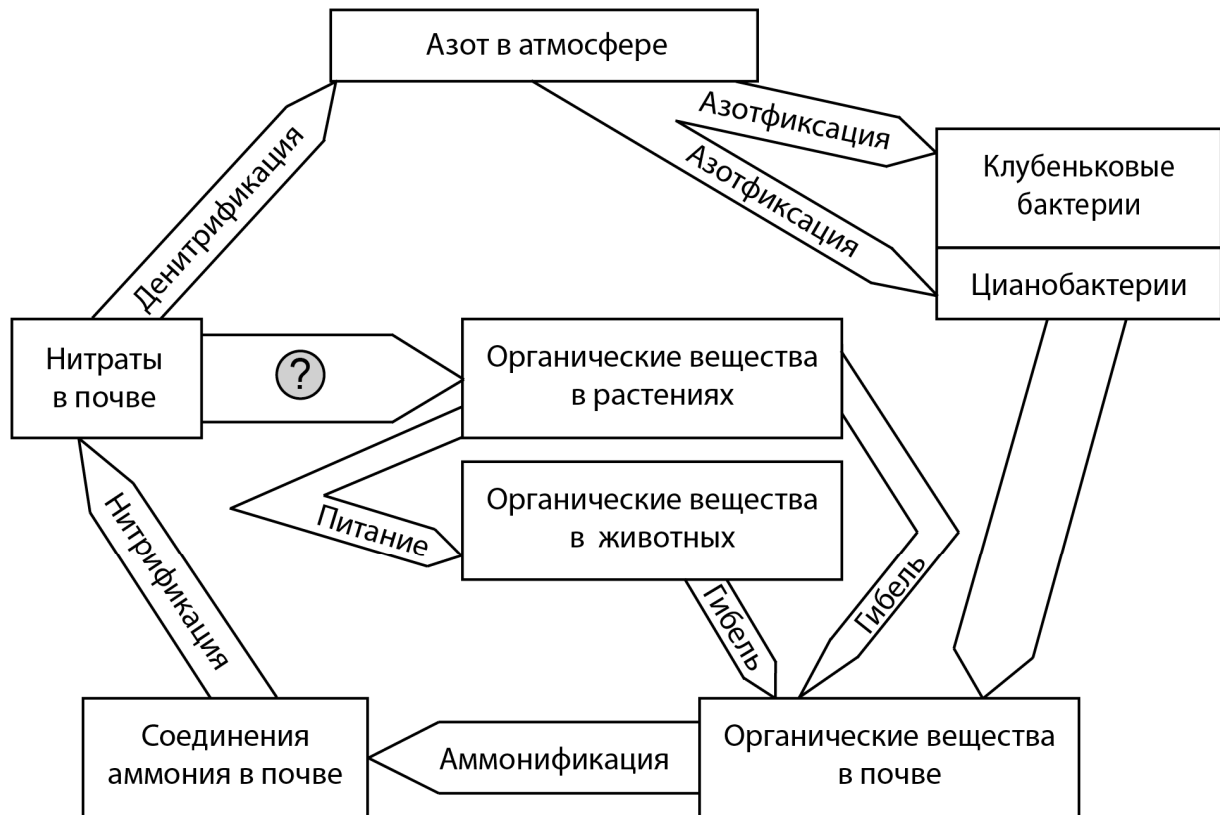 Азот в атмосфере
Азотфиксация
Азотфиксация
Клубеньковые
бактерии
Цианобактерии
Денитрификация
Нитраты
в почве
?
Органические вещества
в растениях
Органические вещества
в животных
Питание
Гибель
Гибель
Нитрификация
Соединения
аммония в почве
Аммонификация
Органические вещества
в почве